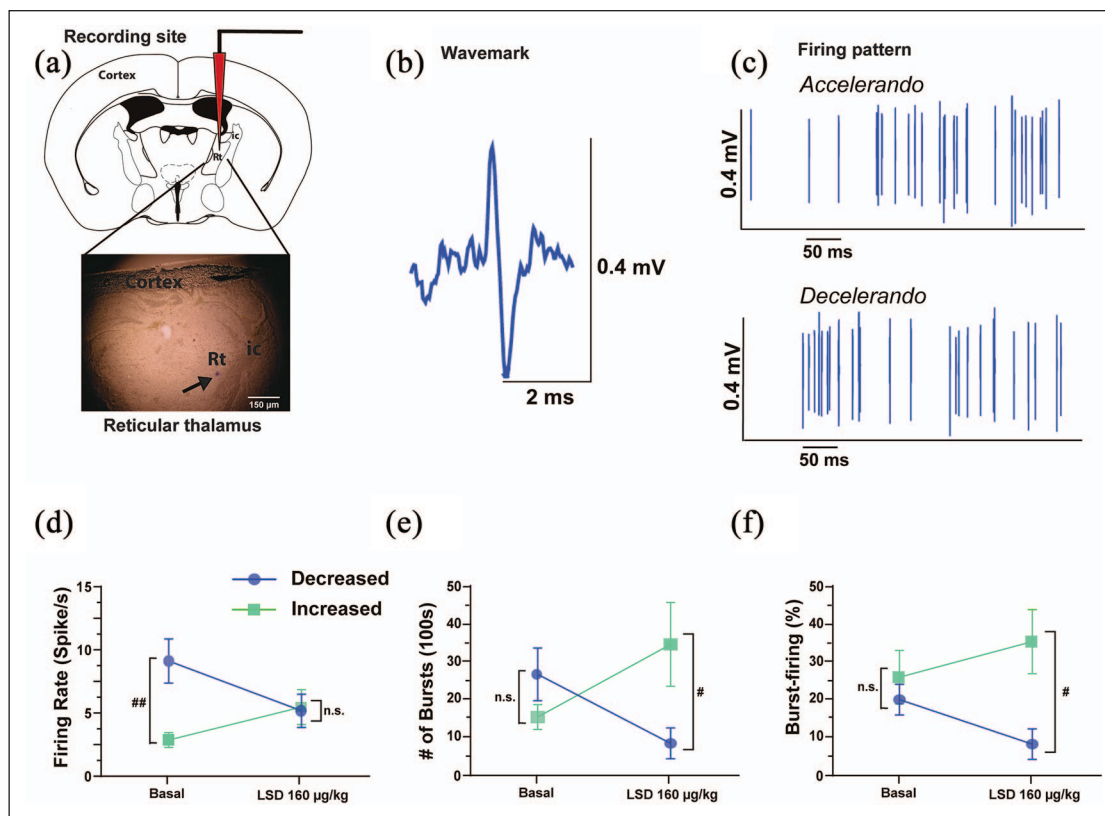 Recording site
(a)
Cortex
ic
Rt
Cortex
ic
Rt
150 µm
Reticular thalamus
(b)
Wavemark
0.4 mV
2 ms
(c)
Firing pattern
Accelerando
0.4 mV
50 ms
Decelerando
0.4 mV
50 ms
(d)
Decreased
Increased
Firing Rate (Spike/s)
15
10
5
0
##
n.s.
Basal
LSD 160 µg/kg
(e)
# of Bursts (100s)
50
40
30
20
10
0
n.s.
#
Basal
LSD 160 µg/kg
(f)
Burst-firing (%)
50
40
30
20
10
0
n.s.
#
Basal
LSD 160 µg/kg